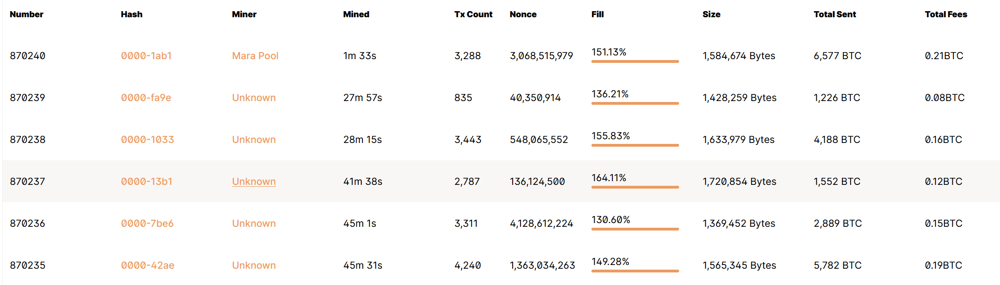 Number Hash Miner Mined Tx Count Nonce Fill Size Total Sent Total Fees
870240 0000-1ab1 Mara Pool 1m 33s 3,288 3,068,515,979 151.13% 1,584,674 Bytes 6,577 BTC 0.21BTC
870239 0000-fa9e Unknown 27m 57s 835 40,350,914 136.21% 1,428,259 Bytes 1,226 BTC 0.08BTC
870238 0000-1033 Unknown 28m 15s 3,443 548,065,552 155.83% 1,633,979 Bytes 4,188 BTC 0.16BTC
870237 0000-13b1 Unknown 41m 38s 2,787 136,124,500 164.11% 1,720,854 Bytes 1,552 BTC 0.12BTC
870236 0000-7be6 Unknown 45m 1s 3,311 4,128,612,224 130.60% 1,369,452 Bytes 2,889 BTC 0.15BTC
870235 0000-42ae Unknown 45m 31s 4,240 1,363,034,263 149.28% 1,565,345 Bytes 5,782 BTC 0.19BTC